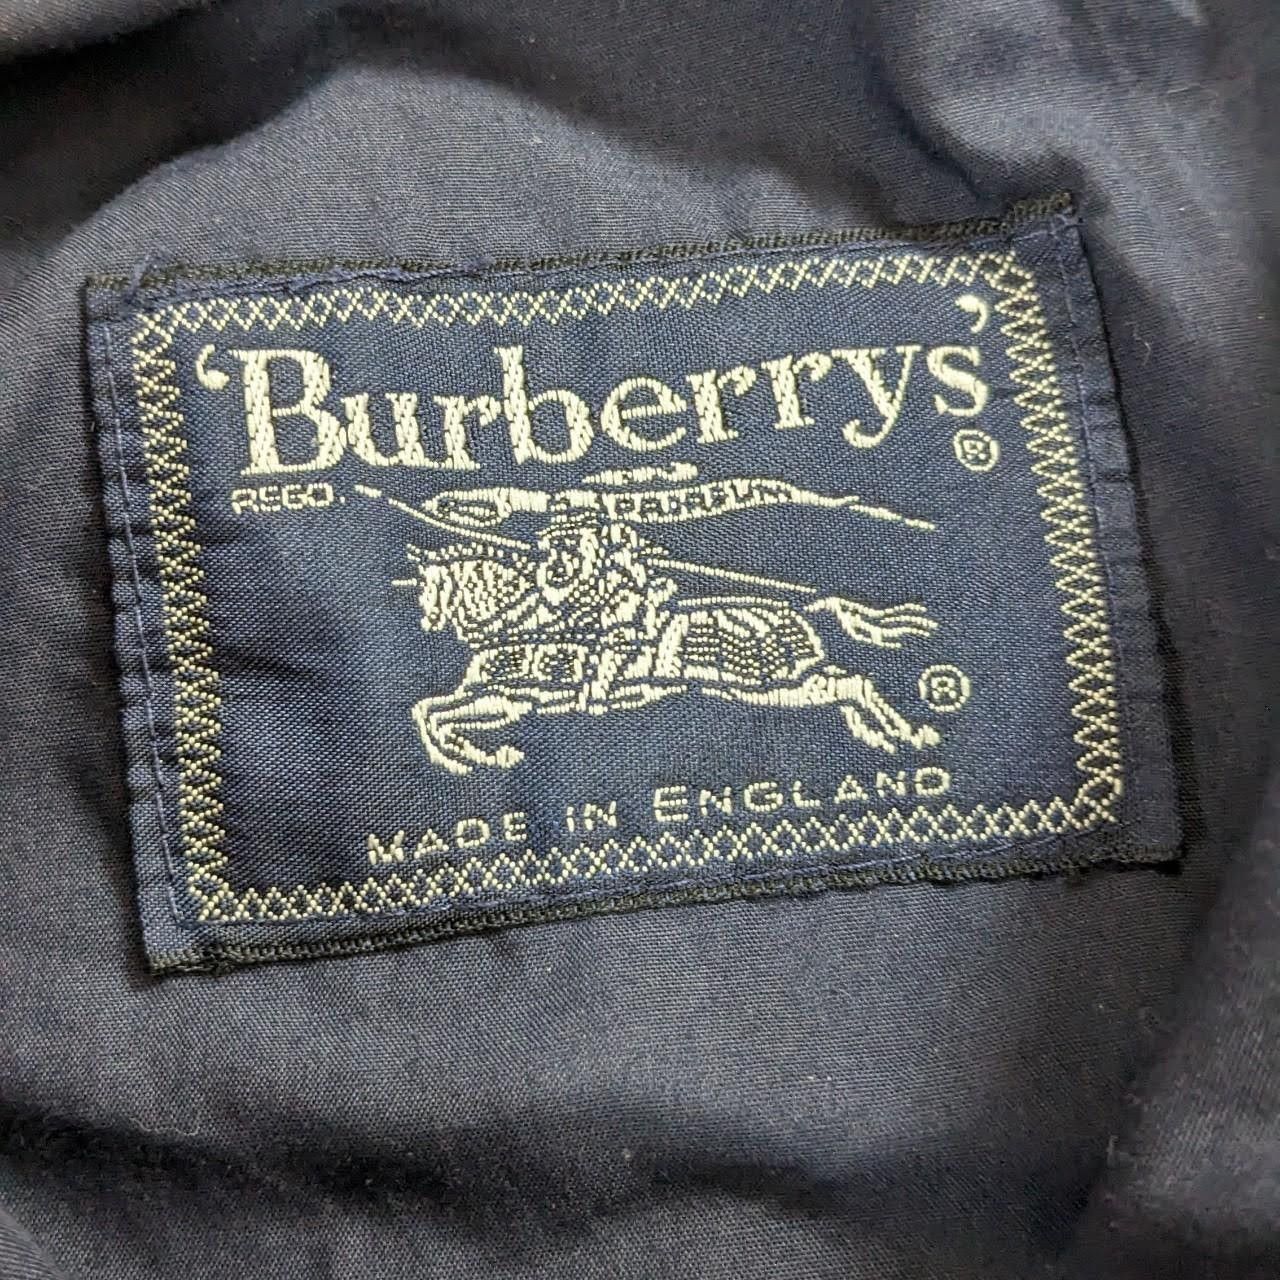 ‘Burberrys’ ®
REGD.
PRORSUM
®
MADE IN ENGLAND